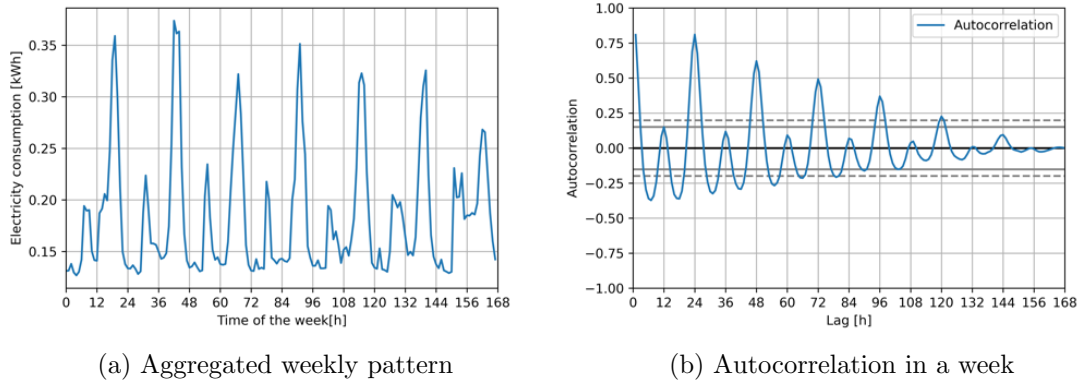 0.35
0.30
0.25
0.20
0.15
Electricity consumption [kWh]
0 12 24 36 48 60 72 84 96 108 120 132 144 156 168
Time of the week[h]
(a) Aggregated weekly pattern
1.00
0.75
0.50
0.25
0.00
−0.25
−0.50
−0.75
−1.00
Autocorrelation
Autocorrelation
0 12 24 36 48 60 72 84 96 108 120 132 144 156 168
Lag [h]
(b) Autocorrelation in a week